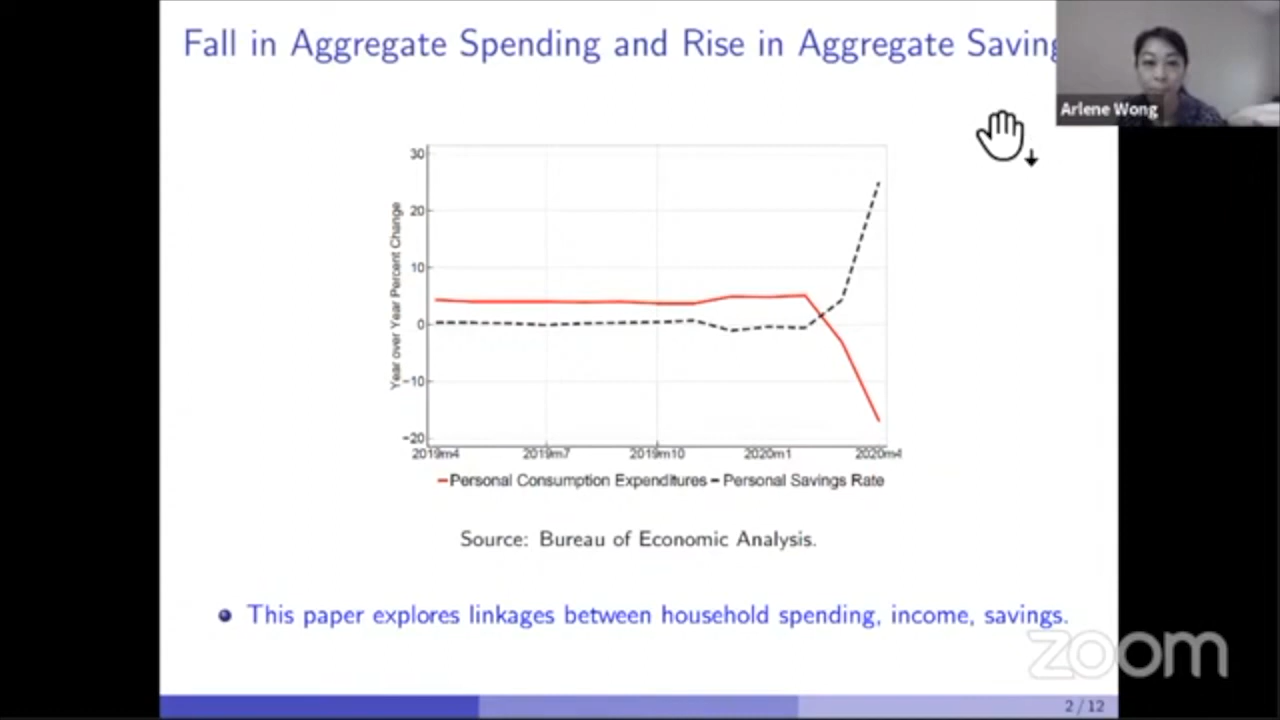 Fall in Aggregate Spending and Rise in Aggregate Saving
Arlene Wong
30
20
10
0
−10
−20
Year over Year Percent Change
2019m4 2019m7 2019m10 2020m1 2020m4
Personal Consumption Expenditures Personal Savings Rate
Source: Bureau of Economic Analysis.
This paper explores linkages between household spending, income, savings.
zoom
2 / 12